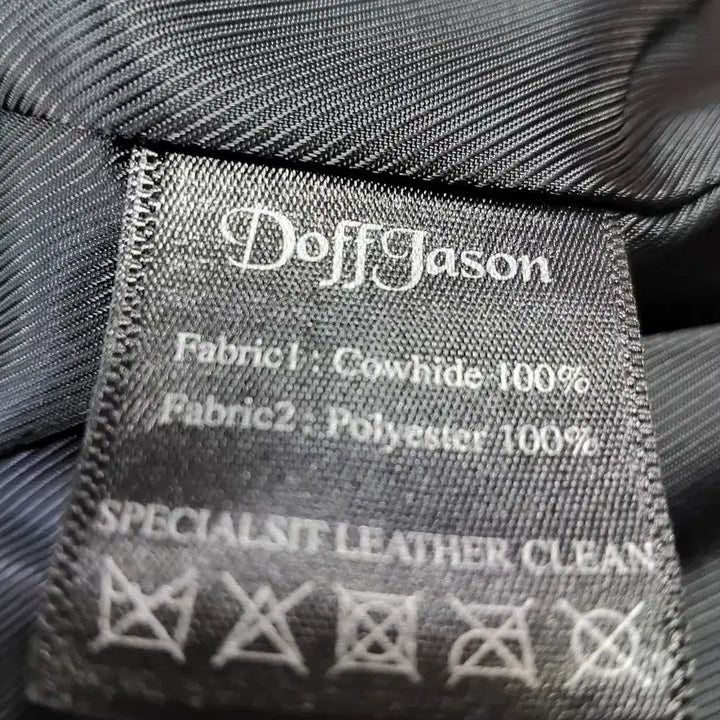 DoffJason
Fabric1 : Cowhide 100%
Fabric2 : Polyester 100%
SPECIALSIT LEATHER CLEAN